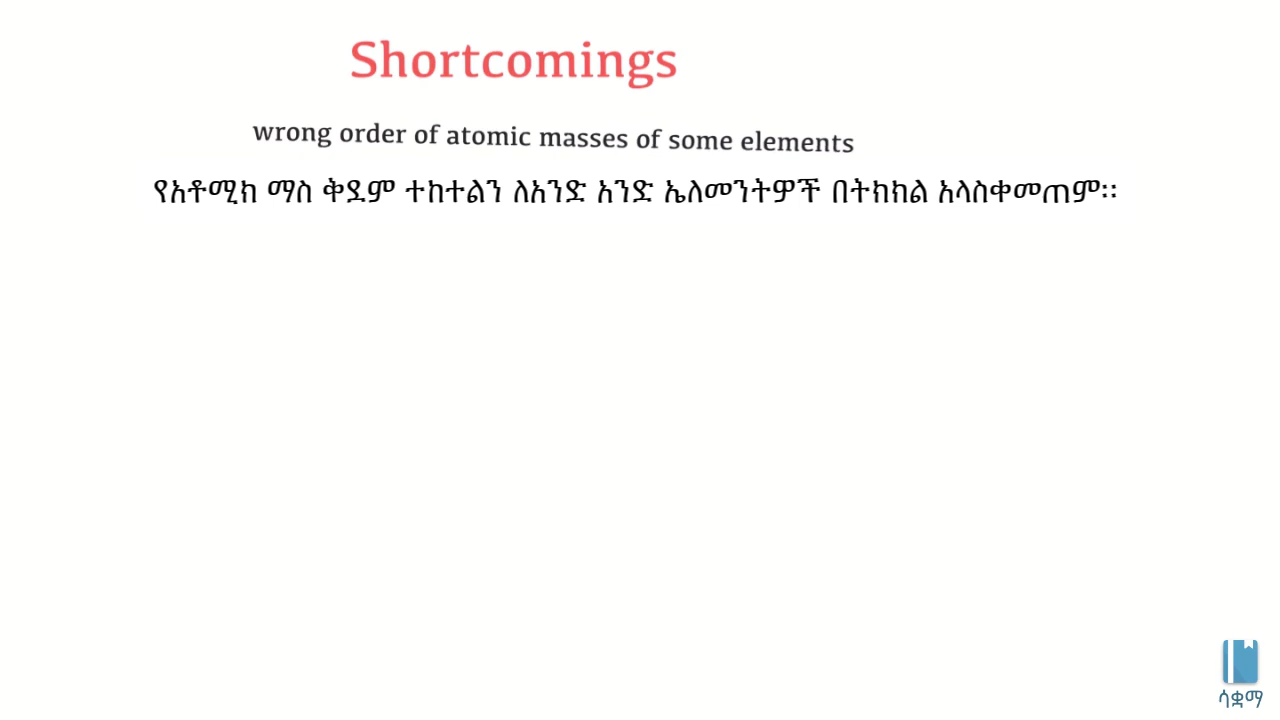 Shortcomings
wrong order of atomic masses of some elements
የአቶሚክ ማስ ቅደም ተከተልን ለአንድ አንድ ኤለመንትዎች በትክክል አላስቀመጠም።
ሳቋማ